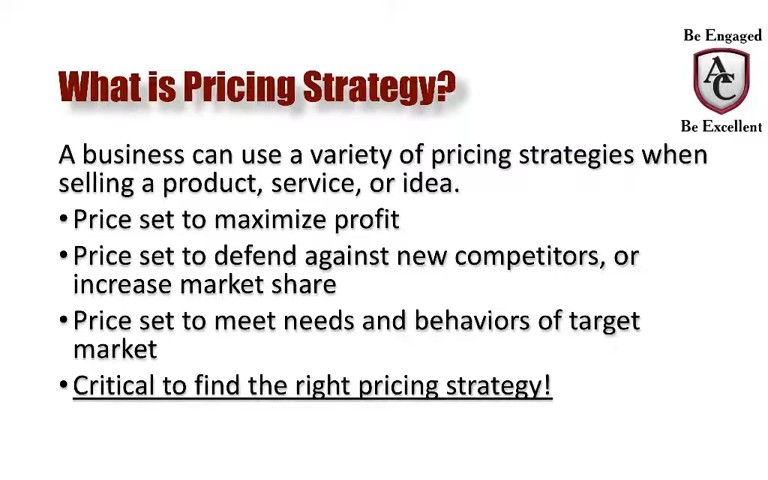 Be Engaged
AC
Be Excellent
What is Pricing Strategy?
A business can use a variety of pricing strategies when
selling a product, service, or idea.
• Price set to maximize profit
• Price set to defend against new competitors, or
increase market share
• Price set to meet needs and behaviors of target
market
• Critical to find the right pricing strategy!